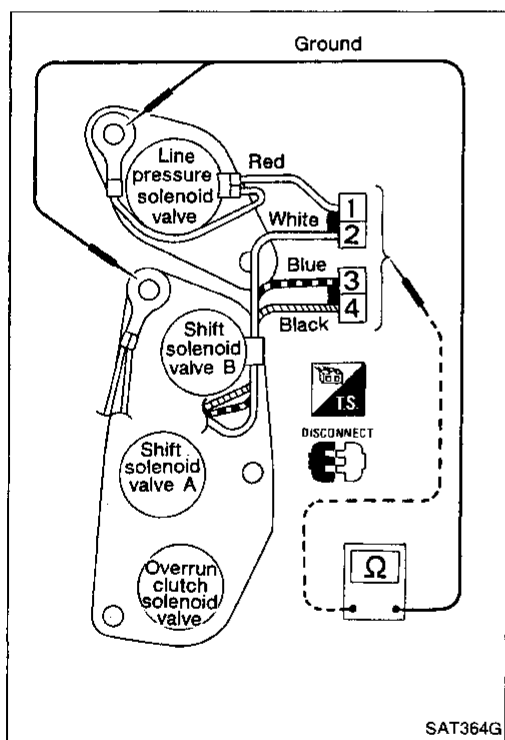 Ground
Line
pressure
solenoid
valve
Red
1
White
2
Blue
3
4
Black
Shift
solenoid
valve B
T.S.
DISCONNECT
Shift
solenoid
valve A
Overrun
clutch
solenoid
valve
Ω
SAT364G